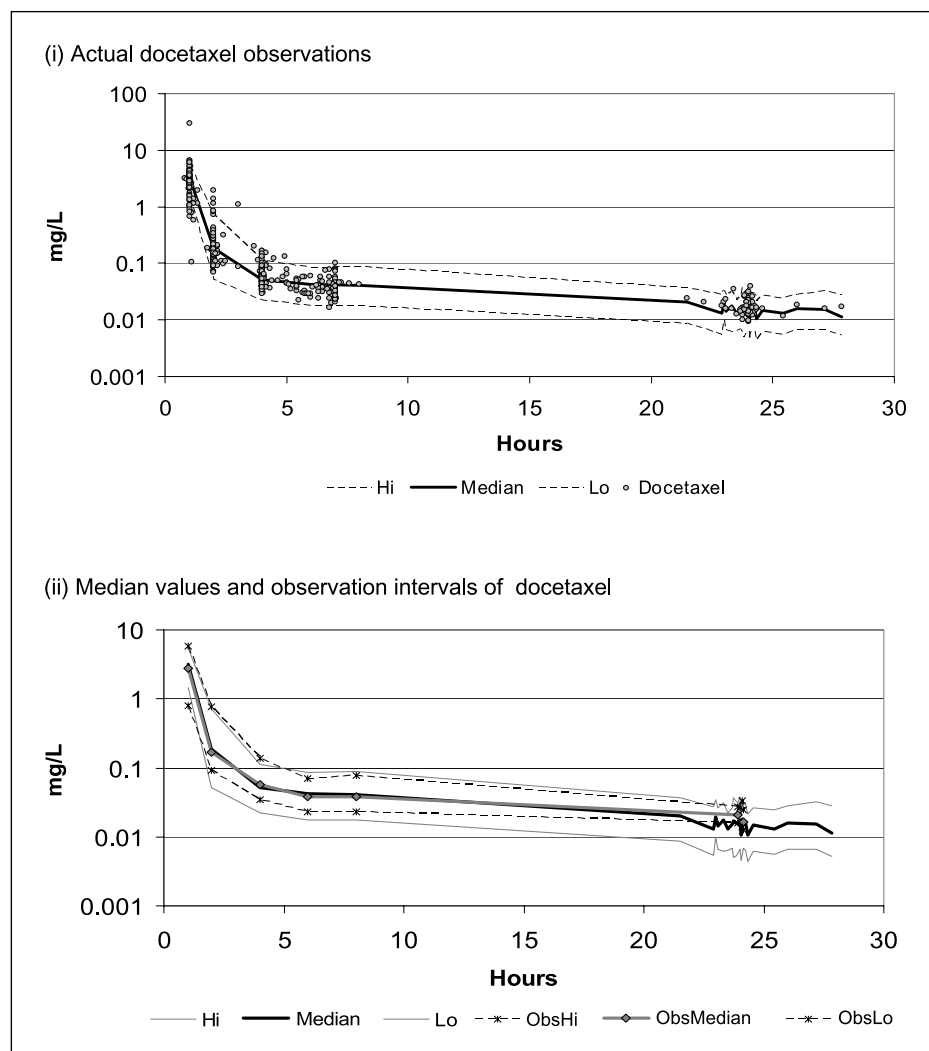 (i) Actual docetaxel observations
100
10
1
0.1
0.01
0.001
mg/L
0 5 10 15 20 25 30
Hours
Hi Median Lo Docetaxel
(ii) Median values and observation intervals of docetaxel
10
1
0.1
0.01
0.001
mg/L
0 5 10 15 20 25 30
Hours
Hi Median Lo ObsHi ObsMedian ObsLo